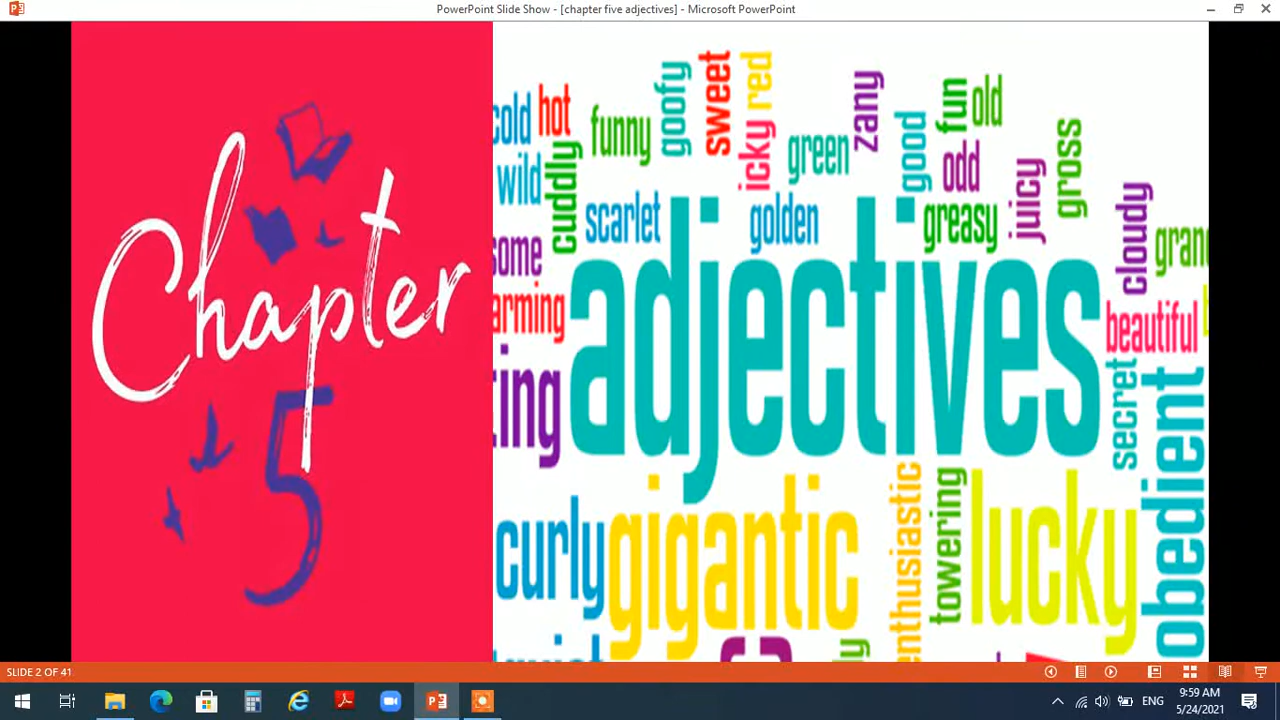 PowerPoint Slide Show - [chapter five adjectives] - Microsoft PowerPoint
Chapter
5
cold
hot
funny
goofy
sweet
icky
red
zany
fun
old
good
green
odd
juicy
gross
wild
cuddly
scarlet
golden
greasy
cloudy
some
adjectives
arming
beautiful
secret
ting
obedient
curly
gigantic
enthusiastic
towering
lucky
SLIDE 2 OF 41
ENG
9:59 AM
5/24/2021